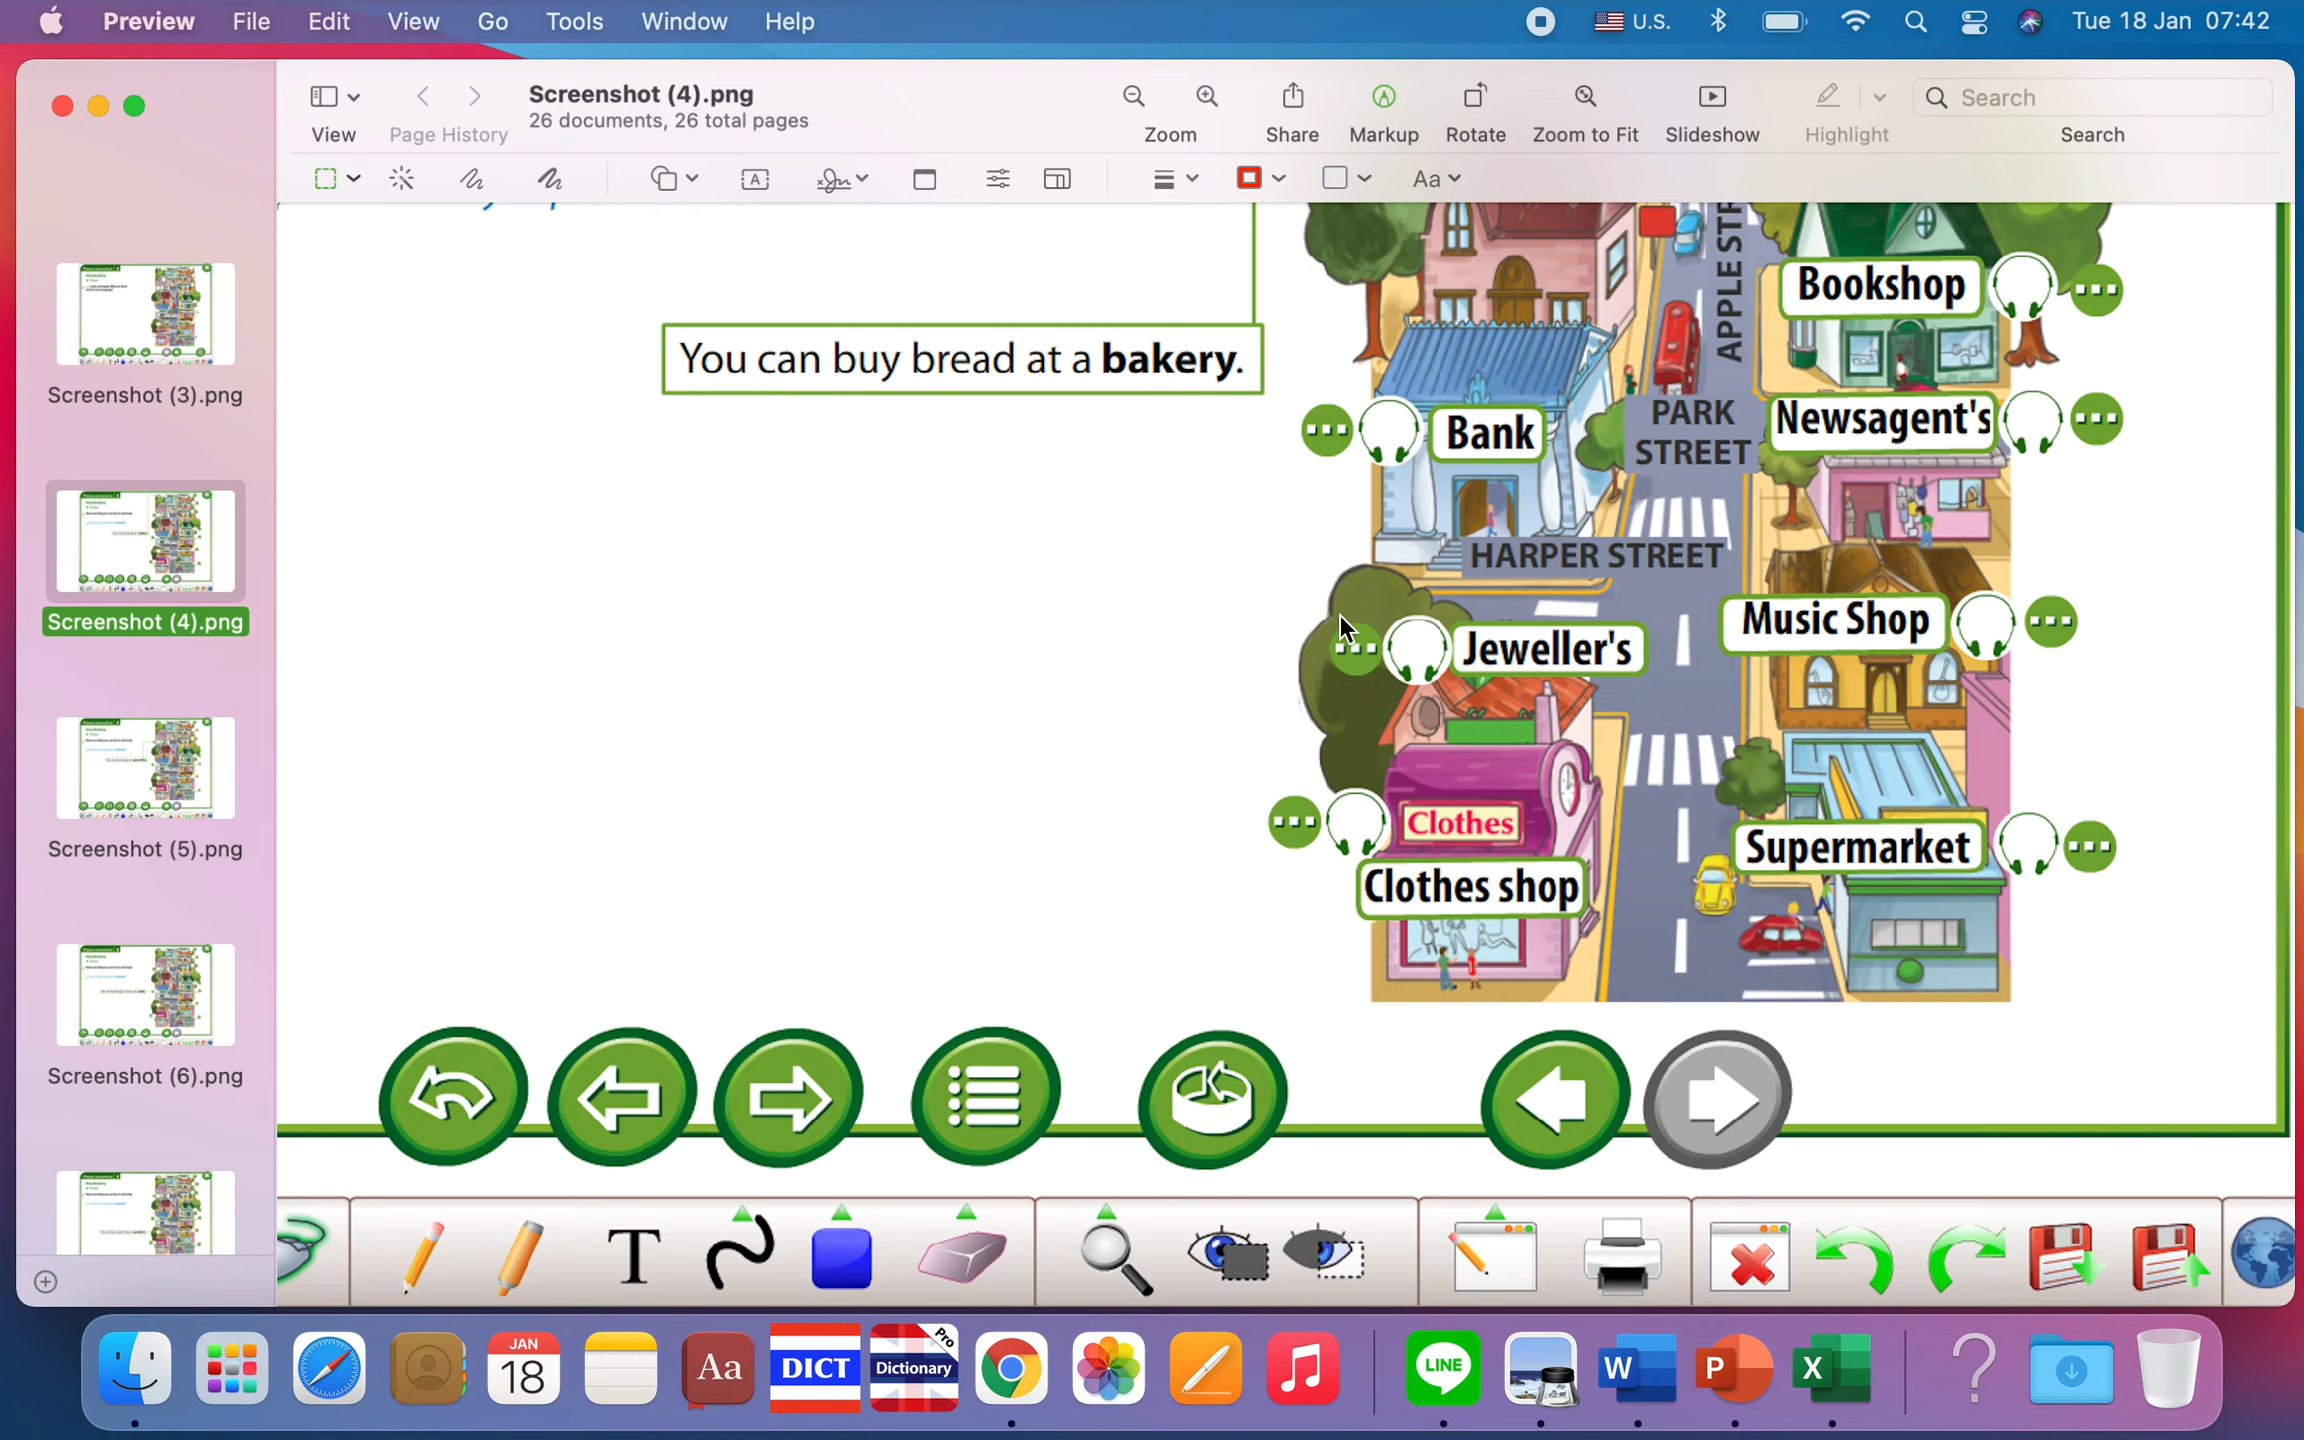 Preview File Edit View Go Tools Window Help U.S. Tue 18 Jan 07:42
Screenshot (4).png
26 documents, 26 total pages
View Page History Zoom Share Markup Rotate Zoom to Fit Slideshow Highlight Search
Search
Aa
Screenshot (3).png
Screenshot (4).png
Screenshot (5).png
Screenshot (6).png
You can buy bread at a bakery.
APPLE STR
Bookshop
Bank
PARK
STREET
Newsagent's
HARPER STREET
Music Shop
Jeweller's
Clothes
Clothes shop
Supermarket
T
JAN
18
Aa
DICT
Dictionary
Pro
LINE
W
P
X